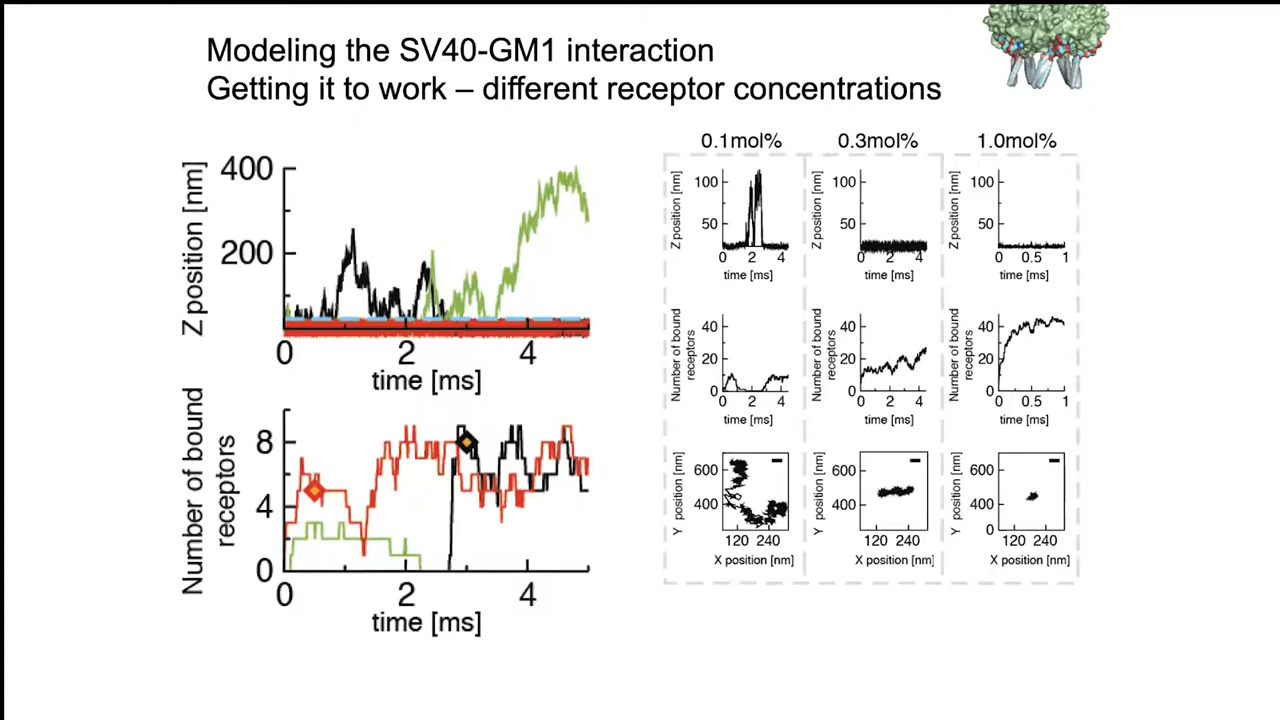 Modeling the SV40-GM1 interaction
Getting it to work – different receptor concentrations
Z position [nm]
400
200
0 2 4
time [ms]
Number of bound
receptors
8
4
0
0 2 4
time [ms]
0.1mol% 0.3mol% 1.0mol%
Z position [nm]
100
50
0 2 4
time [ms]
Z position [nm]
100
50
0 2 4
time [ms]
Z position [nm]
100
50
0 0.5 1
time [ms]
Number of bound
receptors
40
20
0
0 2 4
time [ms]
Number of bound
receptors
40
20
0
0 2 4
time [ms]
Number of bound
receptors
40
20
0
0 0.5 1
time [ms]
Y position [nm]
600
400
120 240
X position [nm]
Y position [nm]
600
400
0
120 240
X position [nm]
Y position [nm]
600
400
0
120 240
X position [nm]